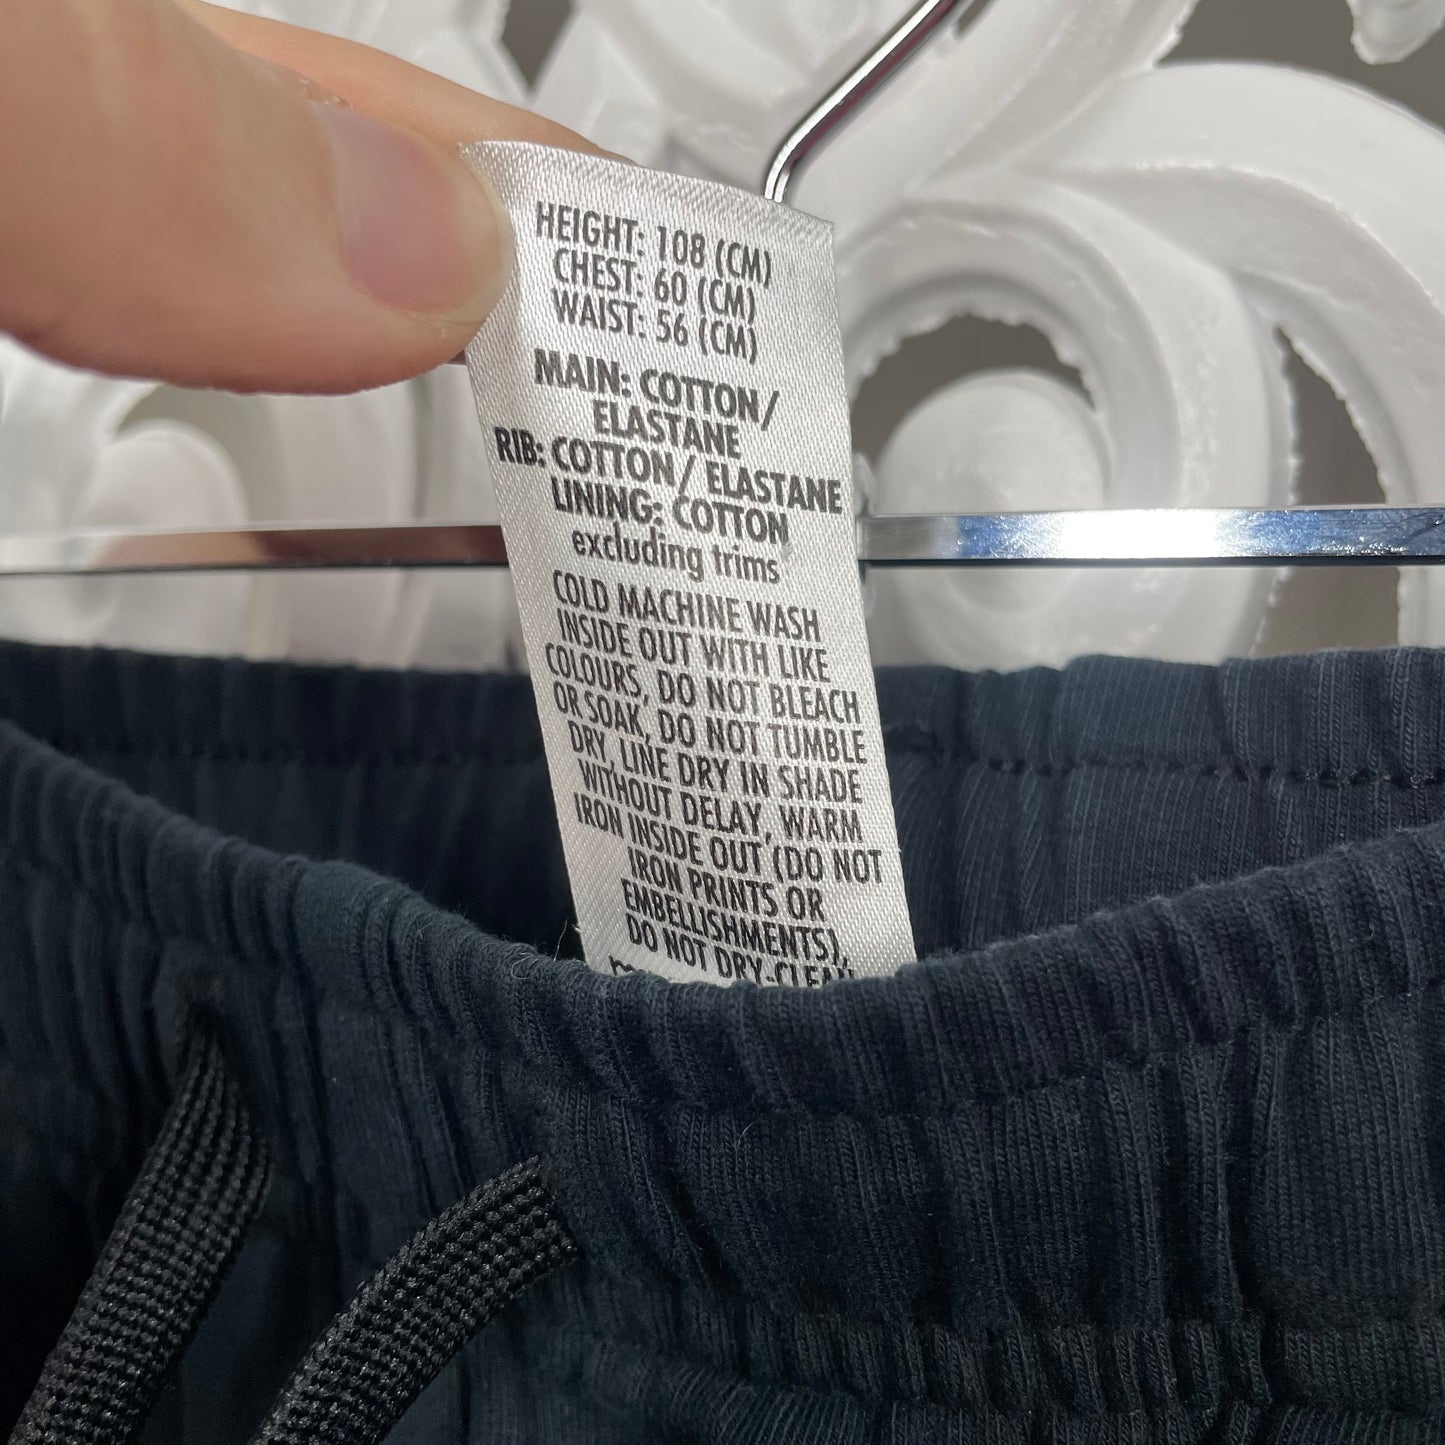 HEIGHT: 108 (CM)
CHEST: 60 (CM)
WAIST: 56 (CM)
MAIN: COTTON/
ELASTANE
RIB: COTTON/ ELASTANE
LINING: COTTON
excluding trims
COLD MACHINE WASH
INSIDE OUT WITH LIKE
COLOURS, DO NOT BLEACH
OR SOAK, DO NOT TUMBLE
DRY, LINE DRY IN SHADE
WITHOUT DELAY, WARM
IRON INSIDE OUT (DO NOT
IRON PRINTS OR
EMBELLISHMENTS),
DO NOT DRY-CLEAN